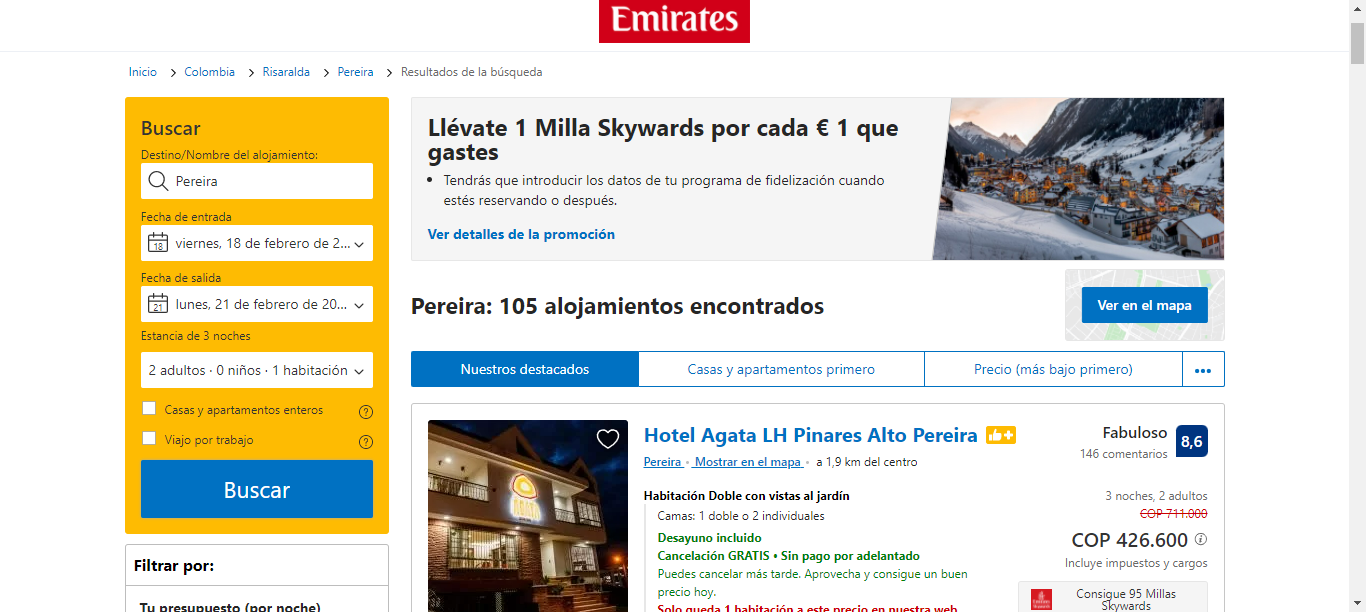 Emirates
Inicio > Colombia > Risaralda > Pereira > Resultados de la búsqueda
Buscar
Destino/Nombre del alojamiento:
Pereira
Fecha de entrada
18
viernes, 18 de febrero de 2...
Fecha de salida
21
lunes, 21 de febrero de 20...
Estancia de 3 noches
2 adultos · 0 niños · 1 habitación
Casas y apartamentos enteros
?
Viajo por trabajo
?
Buscar
Filtrar por:
Tu presupuesto (por noche)
Llévate 1 Milla Skywards por cada € 1 que
gastes
• Tendrás que introducir los datos de tu programa de fidelización cuando
estés reservando o después.
Ver detalles de la promoción
Pereira: 105 alojamientos encontrados
Ver en el mapa
Nuestros destacados
Casas y apartamentos primero
Precio (más bajo primero)
•••
AGATA
Hotel Agata LH Pinares Alto Pereira
Pereira • Mostrar en el mapa • a 1,9 km del centro
Fabuloso
146 comentarios
8,6
Habitación Doble con vistas al jardín
Camas: 1 doble o 2 individuales
Desayuno incluido
Cancelación GRATIS • Sin pago por adelantado
Puedes cancelar más tarde. Aprovecha y consigue un buen
precio hoy.
Solo queda 1 habitación a este precio en nuestra web
3 noches, 2 adultos
COP 711.000
COP 426.600
Incluye impuestos y cargos
Emirates
Consigue 95 Millas
Skywards